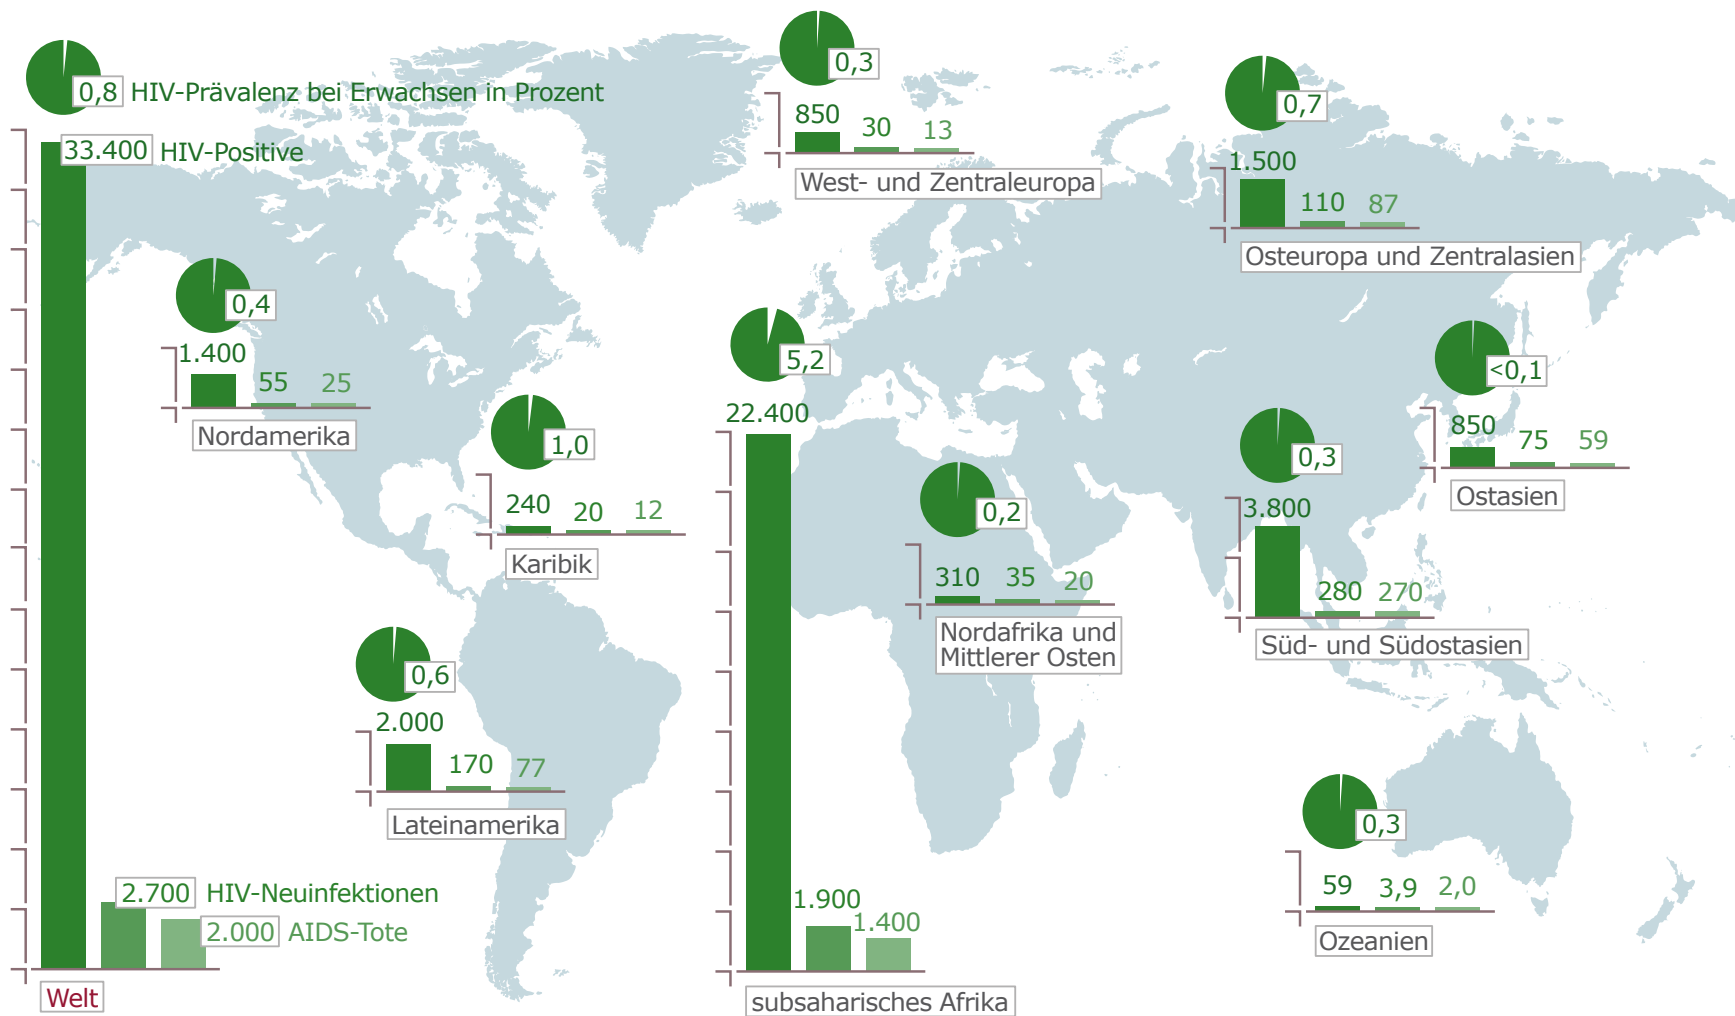 0,8 HIV-Prävalenz bei Erwachsen in Prozent
33.400 HIV-Positive
2.700 HIV-Neuinfektionen
2.000 AIDS-Tote
Welt
0,4
1.400 55 25
Nordamerika
1,0
240 20 12
Karibik
0,6
2.000 170 77
Lateinamerika
0,3
850 30 13
West- und Zentraleuropa
5,2
22.400
1.900
1.400
subsaharisches Afrika
0,2
310 35 20
Nordafrika und
Mittlerer Osten
0,7
1.500
110 87
Osteuropa und Zentralasien
<0,1
850 75 59
Ostasien
0,3
3.800
280 270
Süd- und Südostasien
0,3
59 3,9 2,0
Ozeanien